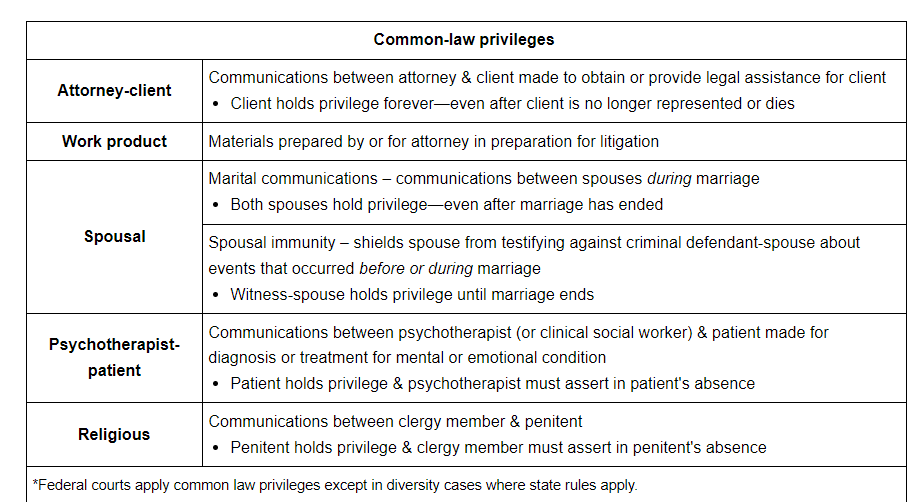 Common-law privileges
Attorney-client
Communications between attorney & client made to obtain or provide legal assistance for client
• Client holds privilege forever—even after client is no longer represented or dies
Work product
Materials prepared by or for attorney in preparation for litigation
Spousal
Marital communications – communications between spouses during marriage
• Both spouses hold privilege—even after marriage has ended
Spousal immunity – shields spouse from testifying against criminal defendant-spouse about
events that occurred before or during marriage
• Witness-spouse holds privilege until marriage ends
Psychotherapist-
patient
Communications between psychotherapist (or clinical social worker) & patient made for
diagnosis or treatment for mental or emotional condition
• Patient holds privilege & psychotherapist must assert in patient's absence
Religious
Communications between clergy member & penitent
• Penitent holds privilege & clergy member must assert in penitent's absence
*Federal courts apply common law privileges except in diversity cases where state rules apply.